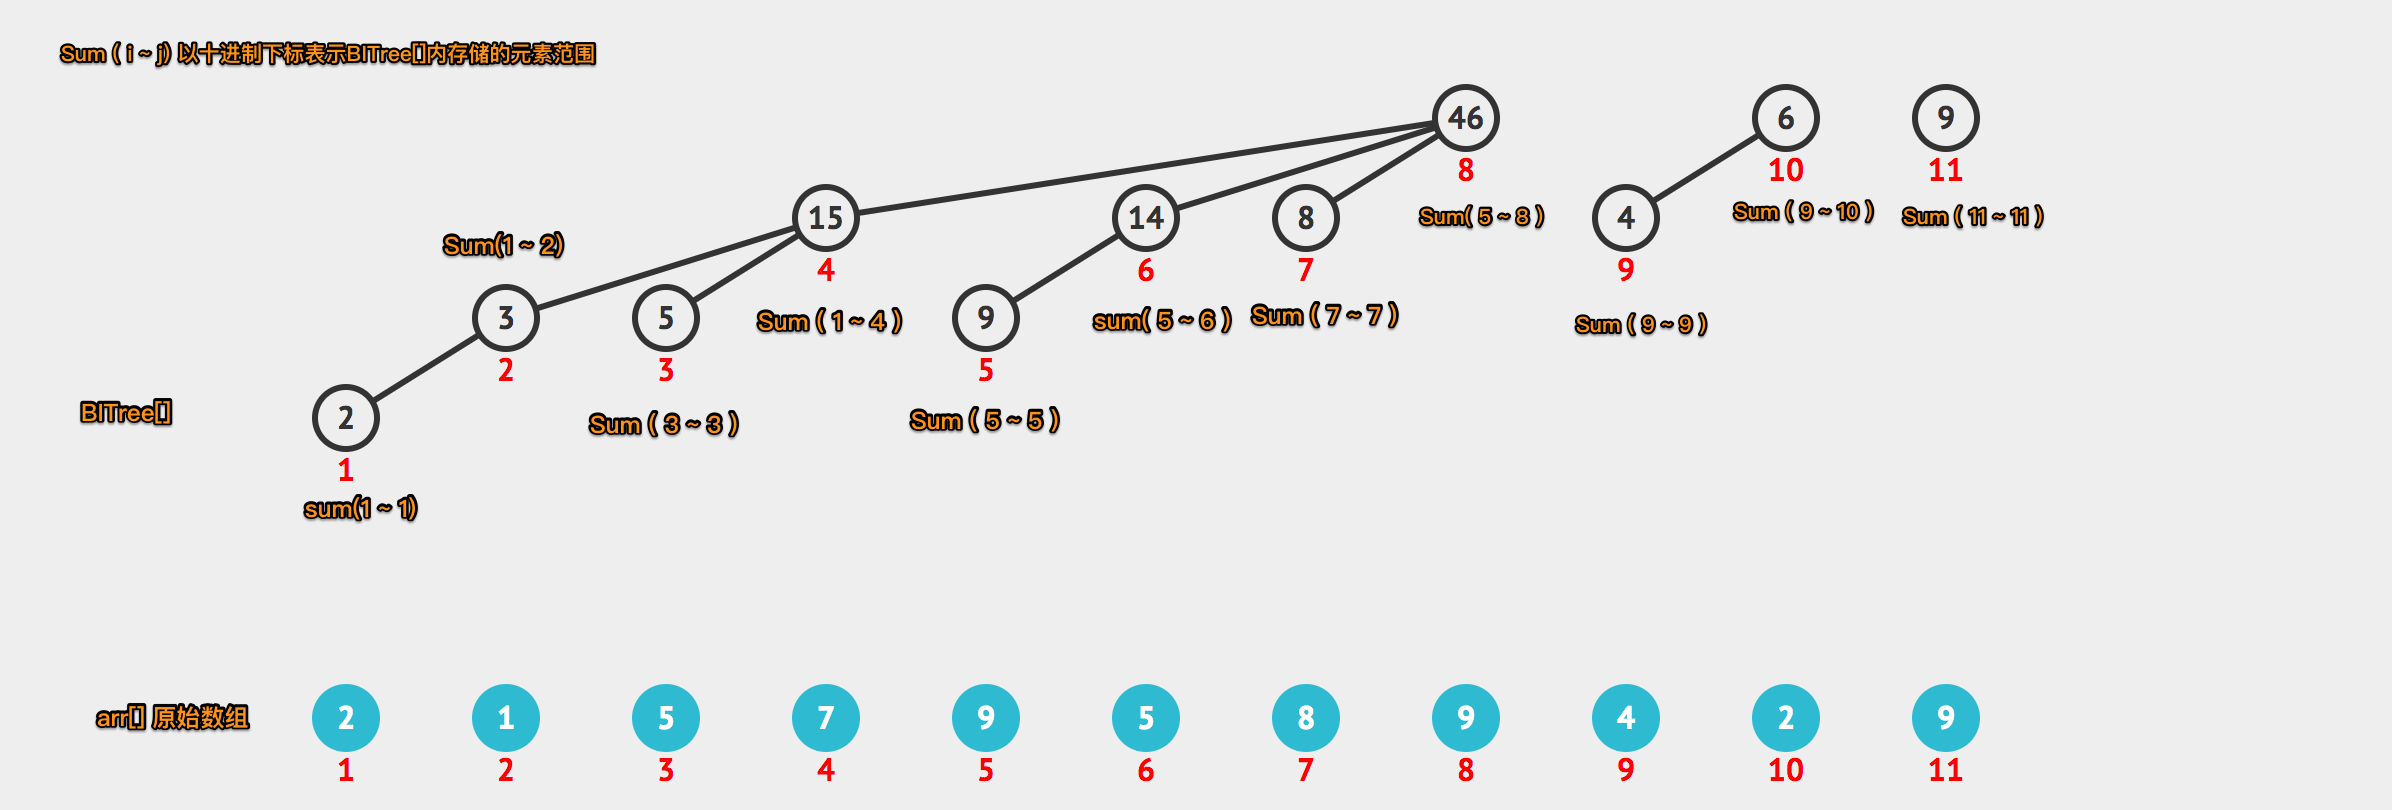 Sum ( i ~ j) 以十进制下标表示BITree[]内存储的元素范围
46 6 9
8 10 11
Sum( 5 ~ 8 ) Sum ( 9 ~ 10 ) Sum ( 11 ~ 11 )
15 14 8 4
Sum(1 ~ 2)
4 6 7 9
3 5 9
Sum ( 1 ~ 4 ) sum( 5 ~ 6 ) Sum ( 7 ~ 7 ) Sum ( 9 ~ 9 )
2 3 5
BITree[] 2
Sum ( 3 ~ 3 ) Sum ( 5 ~ 5 )
1
sum(1 ~ 1)
arr[] 原始数组 2 1 5 7 9 5 8 9 4 2 9
1 2 3 4 5 6 7 8 9 10 11